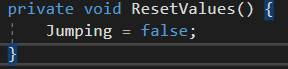 private void ResetValues() {
    Jumping = false;
}